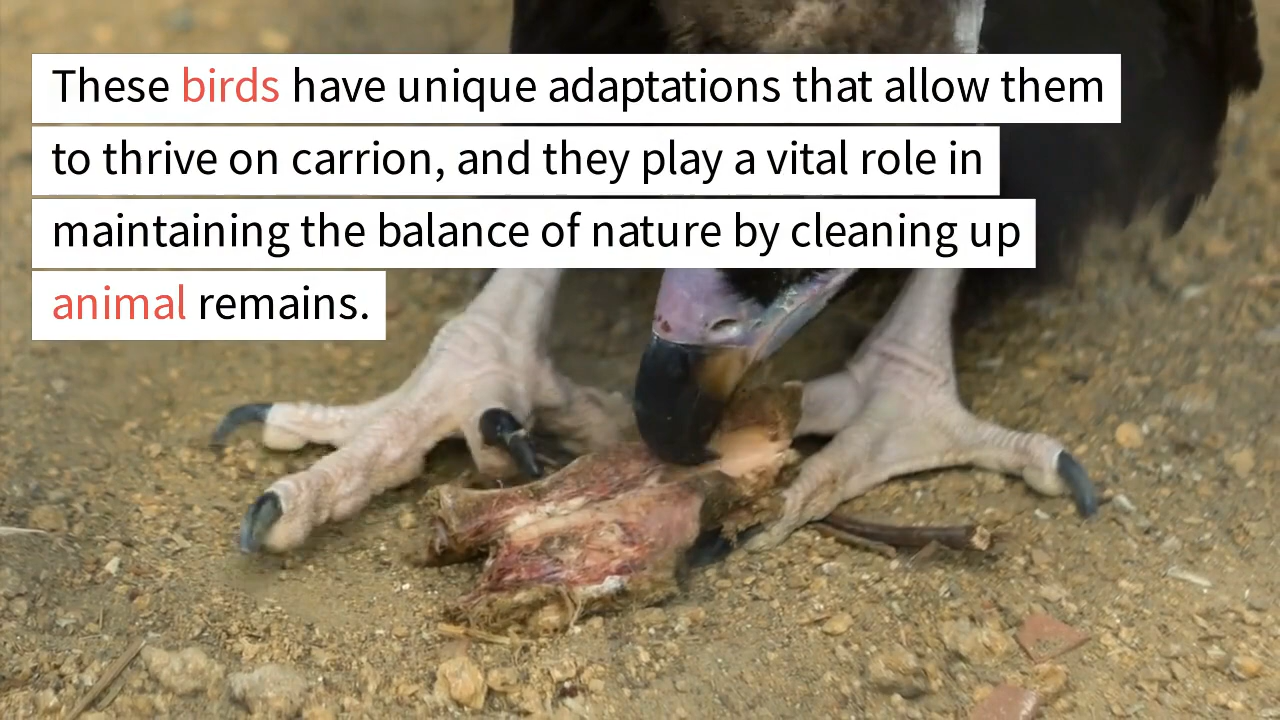 These birds have unique adaptations that allow them
to thrive on carrion, and they play a vital role in
maintaining the balance of nature by cleaning up
animal remains.